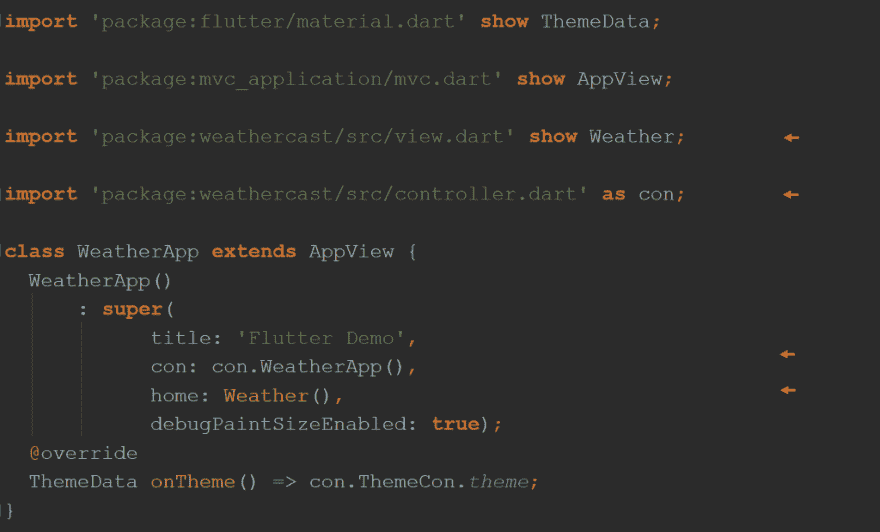 import 'package:flutter/material.dart' show ThemeData;
import 'package:mvc_application/mvc.dart' show AppView;
import 'package:weathercast/src/view.dart' show Weather;
import 'package:weathercast/src/controller.dart' as con;
class WeatherApp extends AppView {
WeatherApp()
: super(
title: 'Flutter Demo',
con: con.WeatherApp(),
home: Weather(),
debugPaintSizeEnabled: true);
@override
ThemeData onTheme() => con.ThemeCon.theme;
}